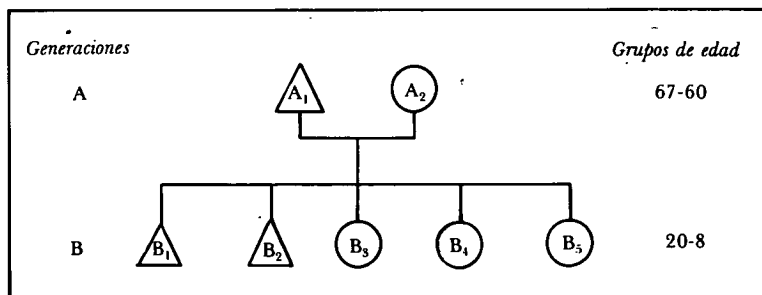 Generaciones Grupos de edad
A A₁ A₂ 67-60
B B₁ B₂ B₃ B₄ B₅ 20-8